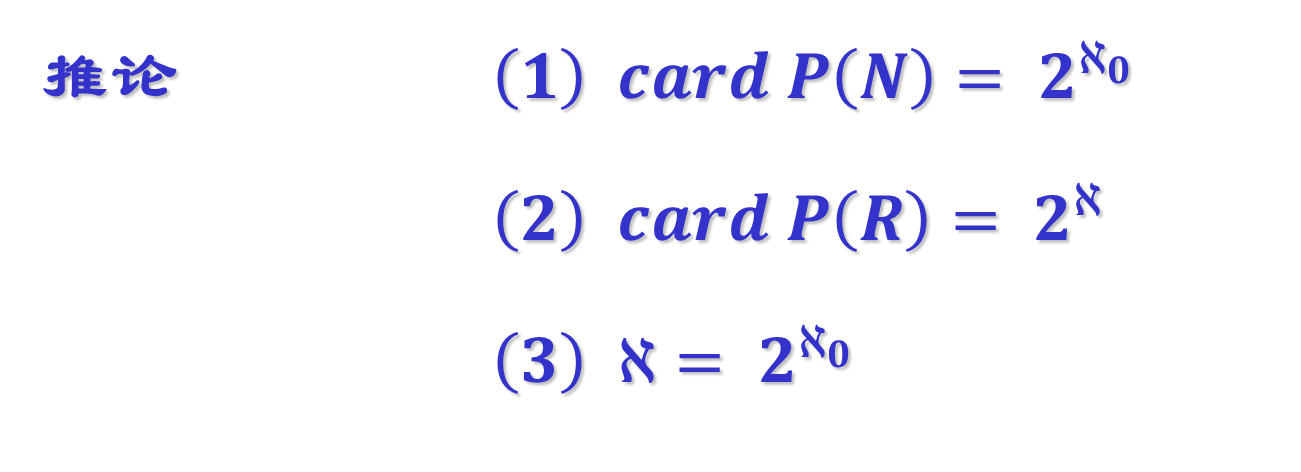 推论 (1) card P(N) = 2^ℵ₀
(2) card P(R) = 2^ℵ
(3) ℵ = 2^ℵ₀